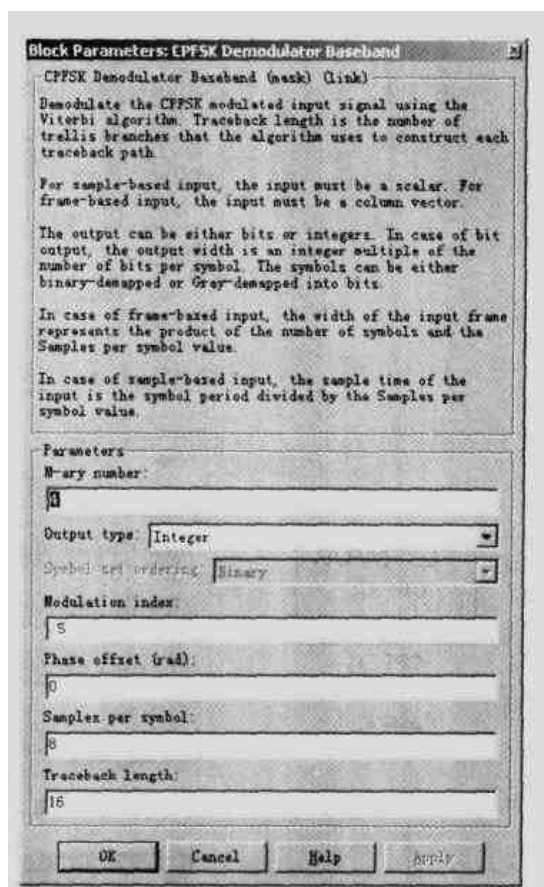 Block Parameters: CPFSK Demodulator Baseband
CPFSK Demodulator Baseband (mask) (link)
Demodulate the CPFSK modulated input signal using the
Viterbi algorithm. Traceback length is the number of
trellis branches that the algorithm uses to construct each
traceback path.
For sample-based input, the input must be a scalar. For
frame-based input, the input must be a column vector.
The output can be either bits or integers. In case of bit
output, the output width is an integer multiple of the
number of bits per symbol. The symbols can be either
binary-demapped or Gray-demapped into bits.
In case of frame-based input, the width of the input frame
represents the product of the number of symbols and the
Samples per symbol value.
In case of sample-based input, the sample time of the
input is the symbol period divided by the Samples per
symbol value.
Parameters
M-ary number:
4
Output type: Integer
Symbol set ordering: Binary
Modulation index:
.5
Phase offset (rad):
0
Samples per symbol:
8
Traceback length:
16
OK Cancel Help Apply